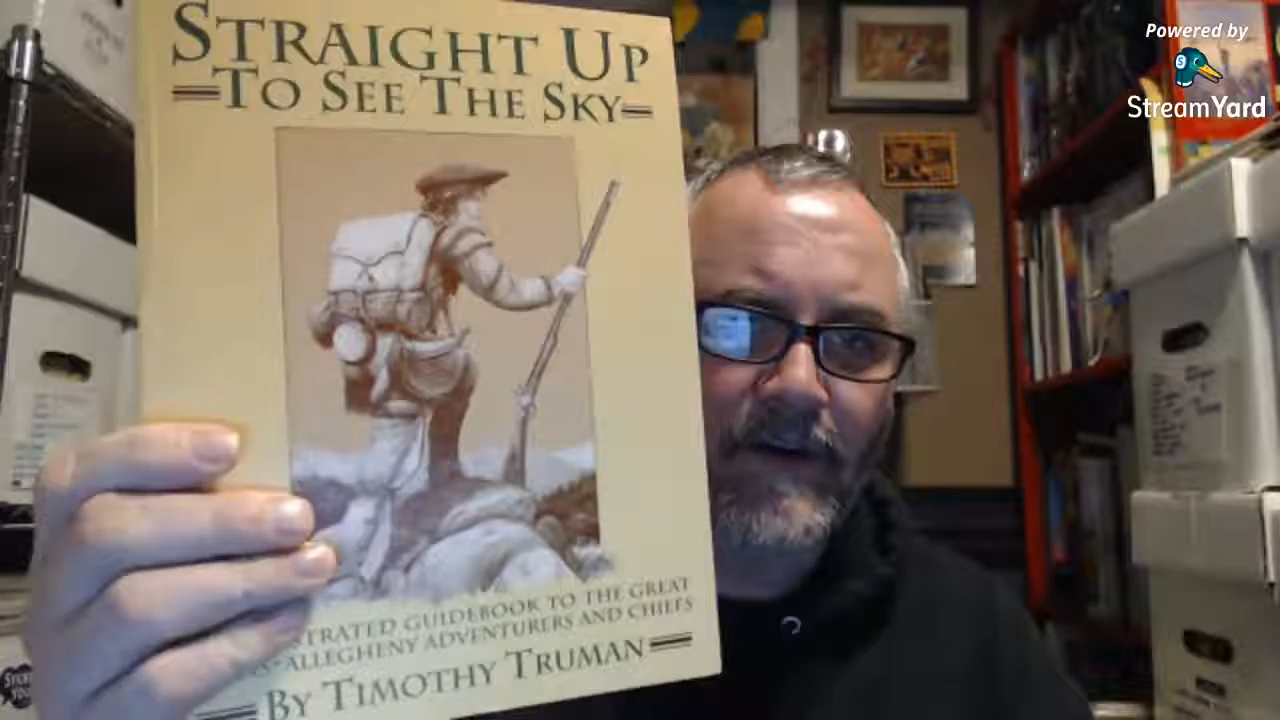 STRAIGHT UP
TO SEE THE SKY
GUIDEBOOK TO THE GREAT
ALLEGHENY ADVENTURERS AND CHIEFS
BY TIMOTHY TRUMAN
Powered by
StreamYard